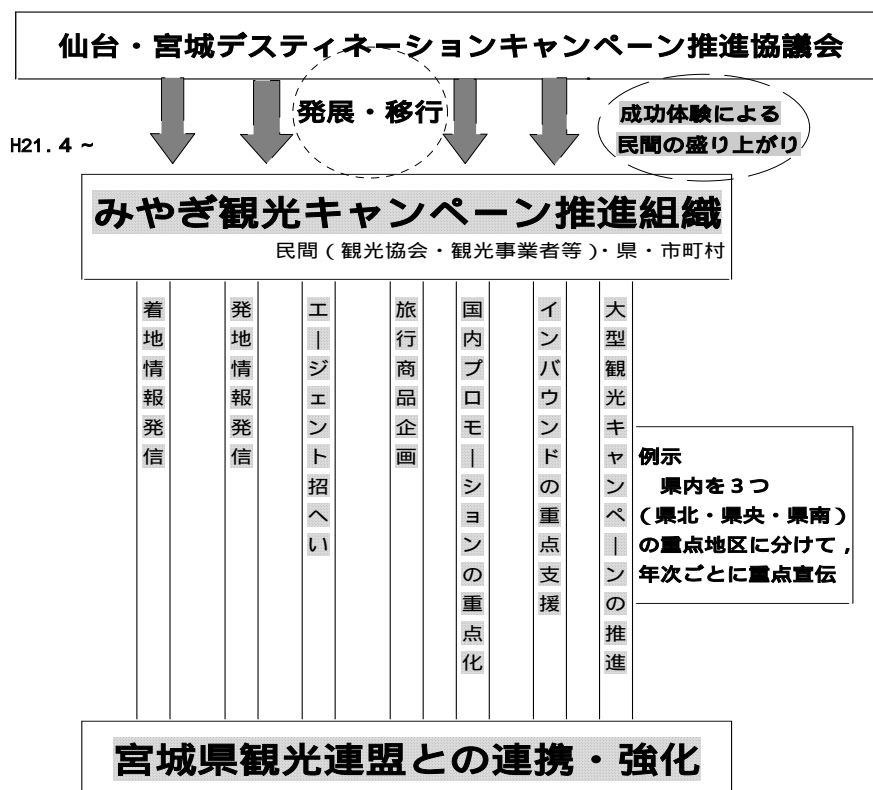 仙台・宮城デスティネーションキャンペーン推進協議会
発展・移行
成功体験による
民間の盛り上がり
H21.4～
みやぎ観光キャンペーン推進組織
民間（観光協会・観光事業者等）・県・市町村
着地情報発信
発地情報発信
エージェント招へい
旅行商品企画
国内プロモーションの重点化
インバウンドの重点支援
大型観光キャンペーンの推進
例示
県内を３つ
（県北・県央・県南）
の重点地区に分けて，
年次ごとに重点宣伝
宮城県観光連盟との連携・強化